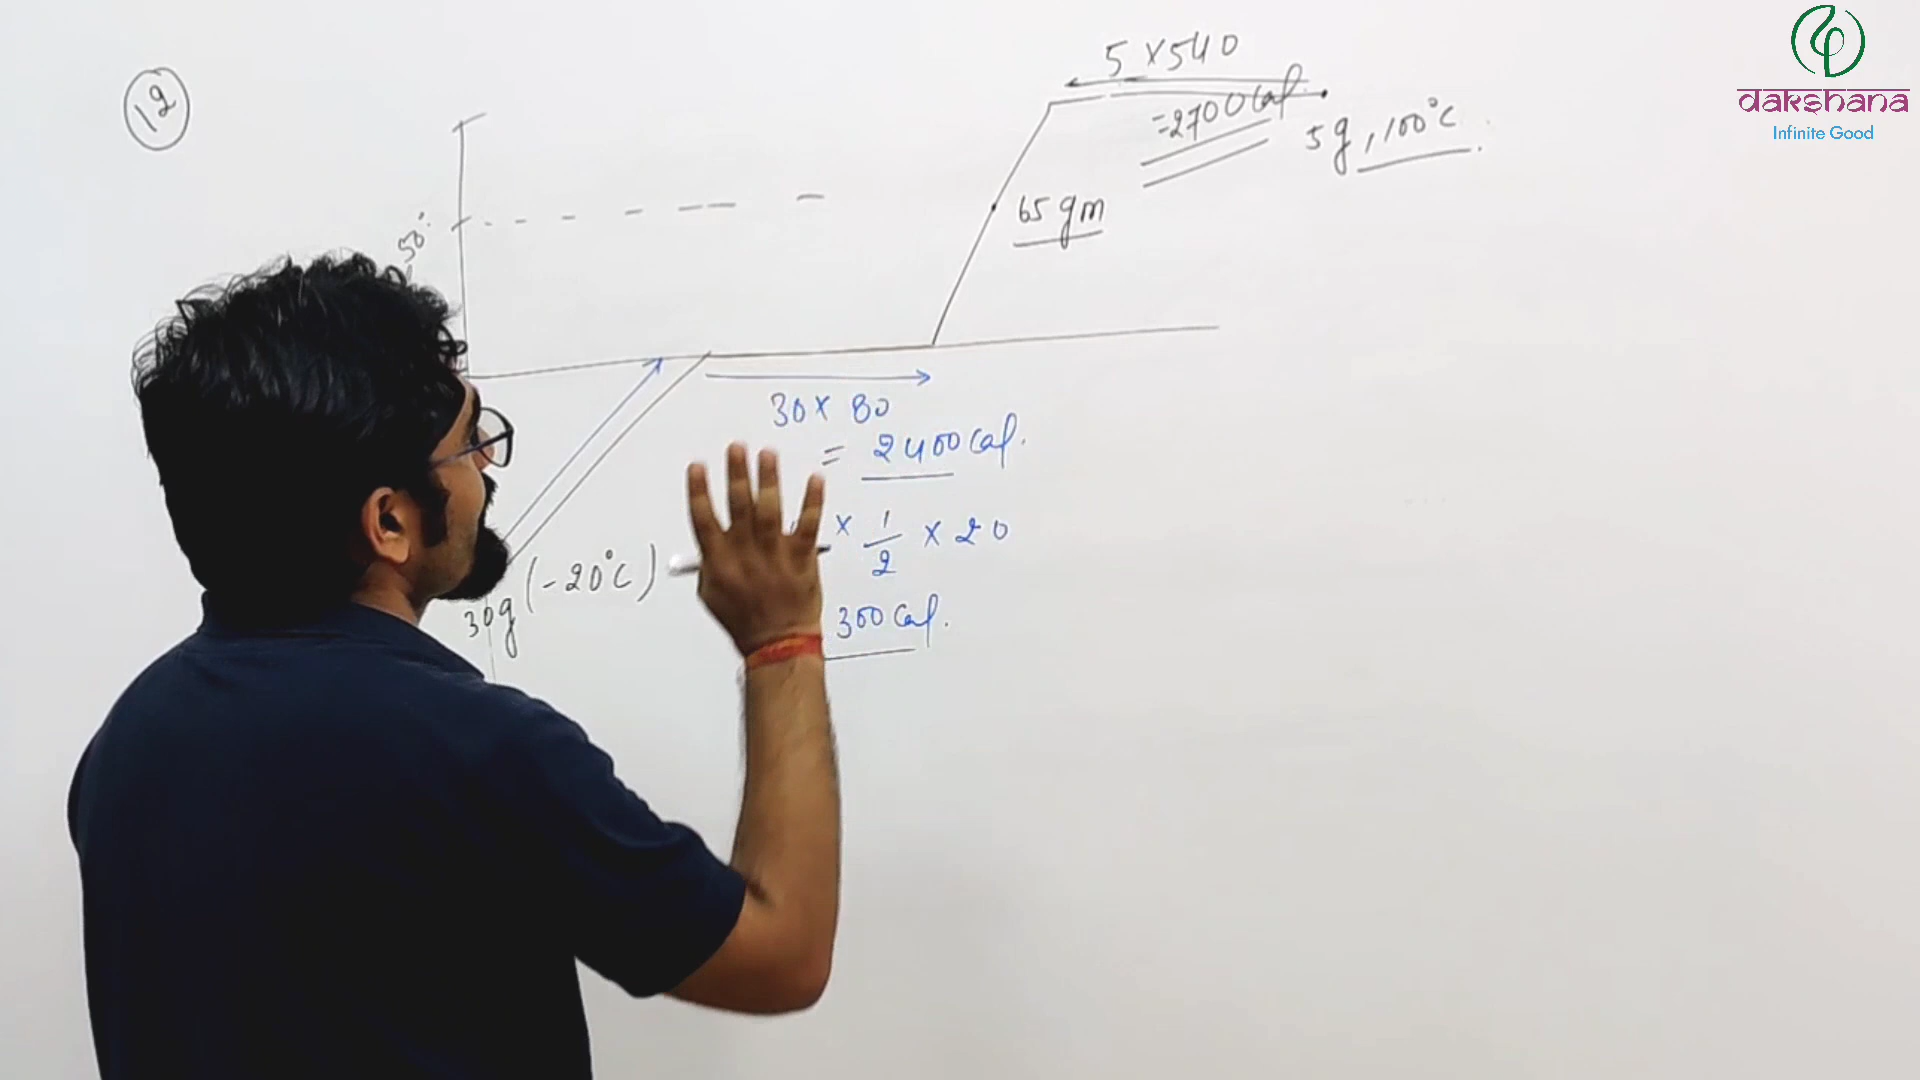 12
5 × 540
= 2700 Cal.
5 g, 100°C
65 gm
50°
30 × 80
= 2400 Cal.
× 1/2 × 20
300 Cal.
30g (-20°C)
dakshana
Infinite Good